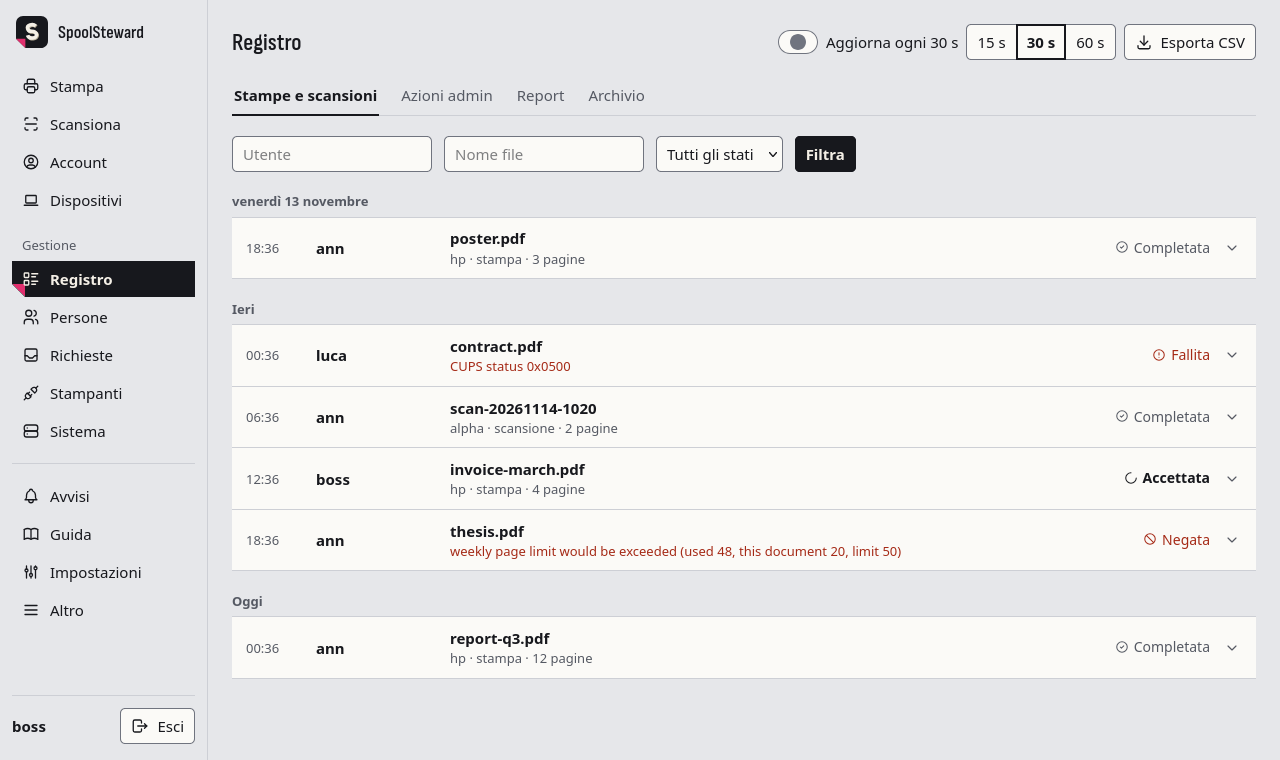 SpoolSteward
Stampa
Scansiona
Account
Dispositivi
Gestione
Registro
Persone
Richieste
Stampanti
Sistema
Avvisi
Guida
Impostazioni
Altro
boss
Esci
Registro
Aggiorna ogni 30 s
15 s
30 s
60 s
Esporta CSV
Stampe e scansioni
Azioni admin
Report
Archivio
Utente
Nome file
Tutti gli stati
Filtra
venerdì 13 novembre
18:36
ann
poster.pdf
hp · stampa · 3 pagine
Completata
Ieri
00:36
luca
contract.pdf
CUPS status 0x0500
Fallita
06:36
ann
scan-20261114-1020
alpha · scansione · 2 pagine
Completata
12:36
boss
invoice-march.pdf
hp · stampa · 4 pagine
Accettata
18:36
ann
thesis.pdf
weekly page limit would be exceeded (used 48, this document 20, limit 50)
Negata
Oggi
00:36
ann
report-q3.pdf
hp · stampa · 12 pagine
Completata